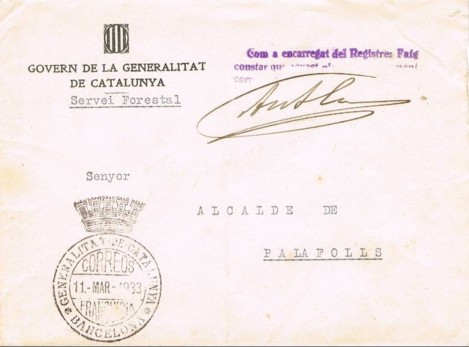 GOVERN DE LA GENERALITAT
DE CATALUNYA
Servei Forestal
Com a encarregat del Registre: Faig
constar que
Senyor
ALCALDE DE
PALAFOLLS
GENERALITAT DE CATALUNYA
CORREOS
11.-MAR-1933
FRANQUICIA
BARCELONA